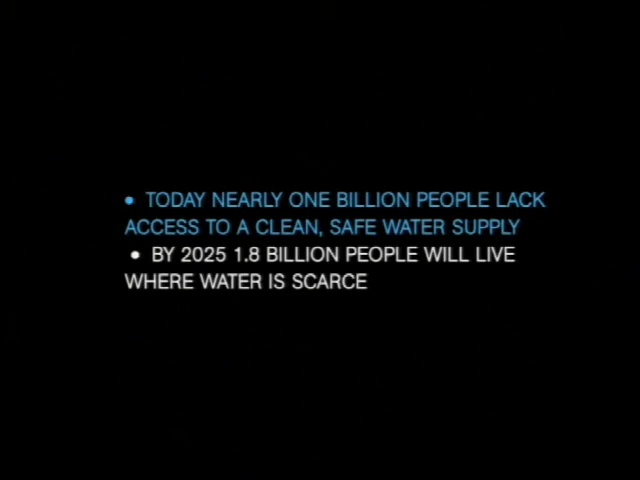 • TODAY NEARLY ONE BILLION PEOPLE LACK
ACCESS TO A CLEAN, SAFE WATER SUPPLY
• BY 2025 1.8 BILLION PEOPLE WILL LIVE
WHERE WATER IS SCARCE